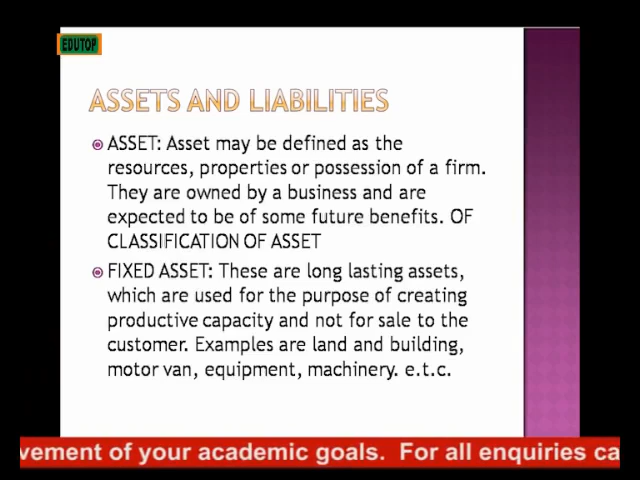 EDUTOP
ASSETS AND LIABILITIES
ASSET: Asset may be defined as the
resources, properties or possession of a firm.
They are owned by a business and are
expected to be of some future benefits. OF
CLASSIFICATION OF ASSET
FIXED ASSET: These are long lasting assets,
which are used for the purpose of creating
productive capacity and not for sale to the
customer. Examples are land and building,
motor van, equipment, machinery. e.t.c.
vement of your academic goals. For all enquiries ca